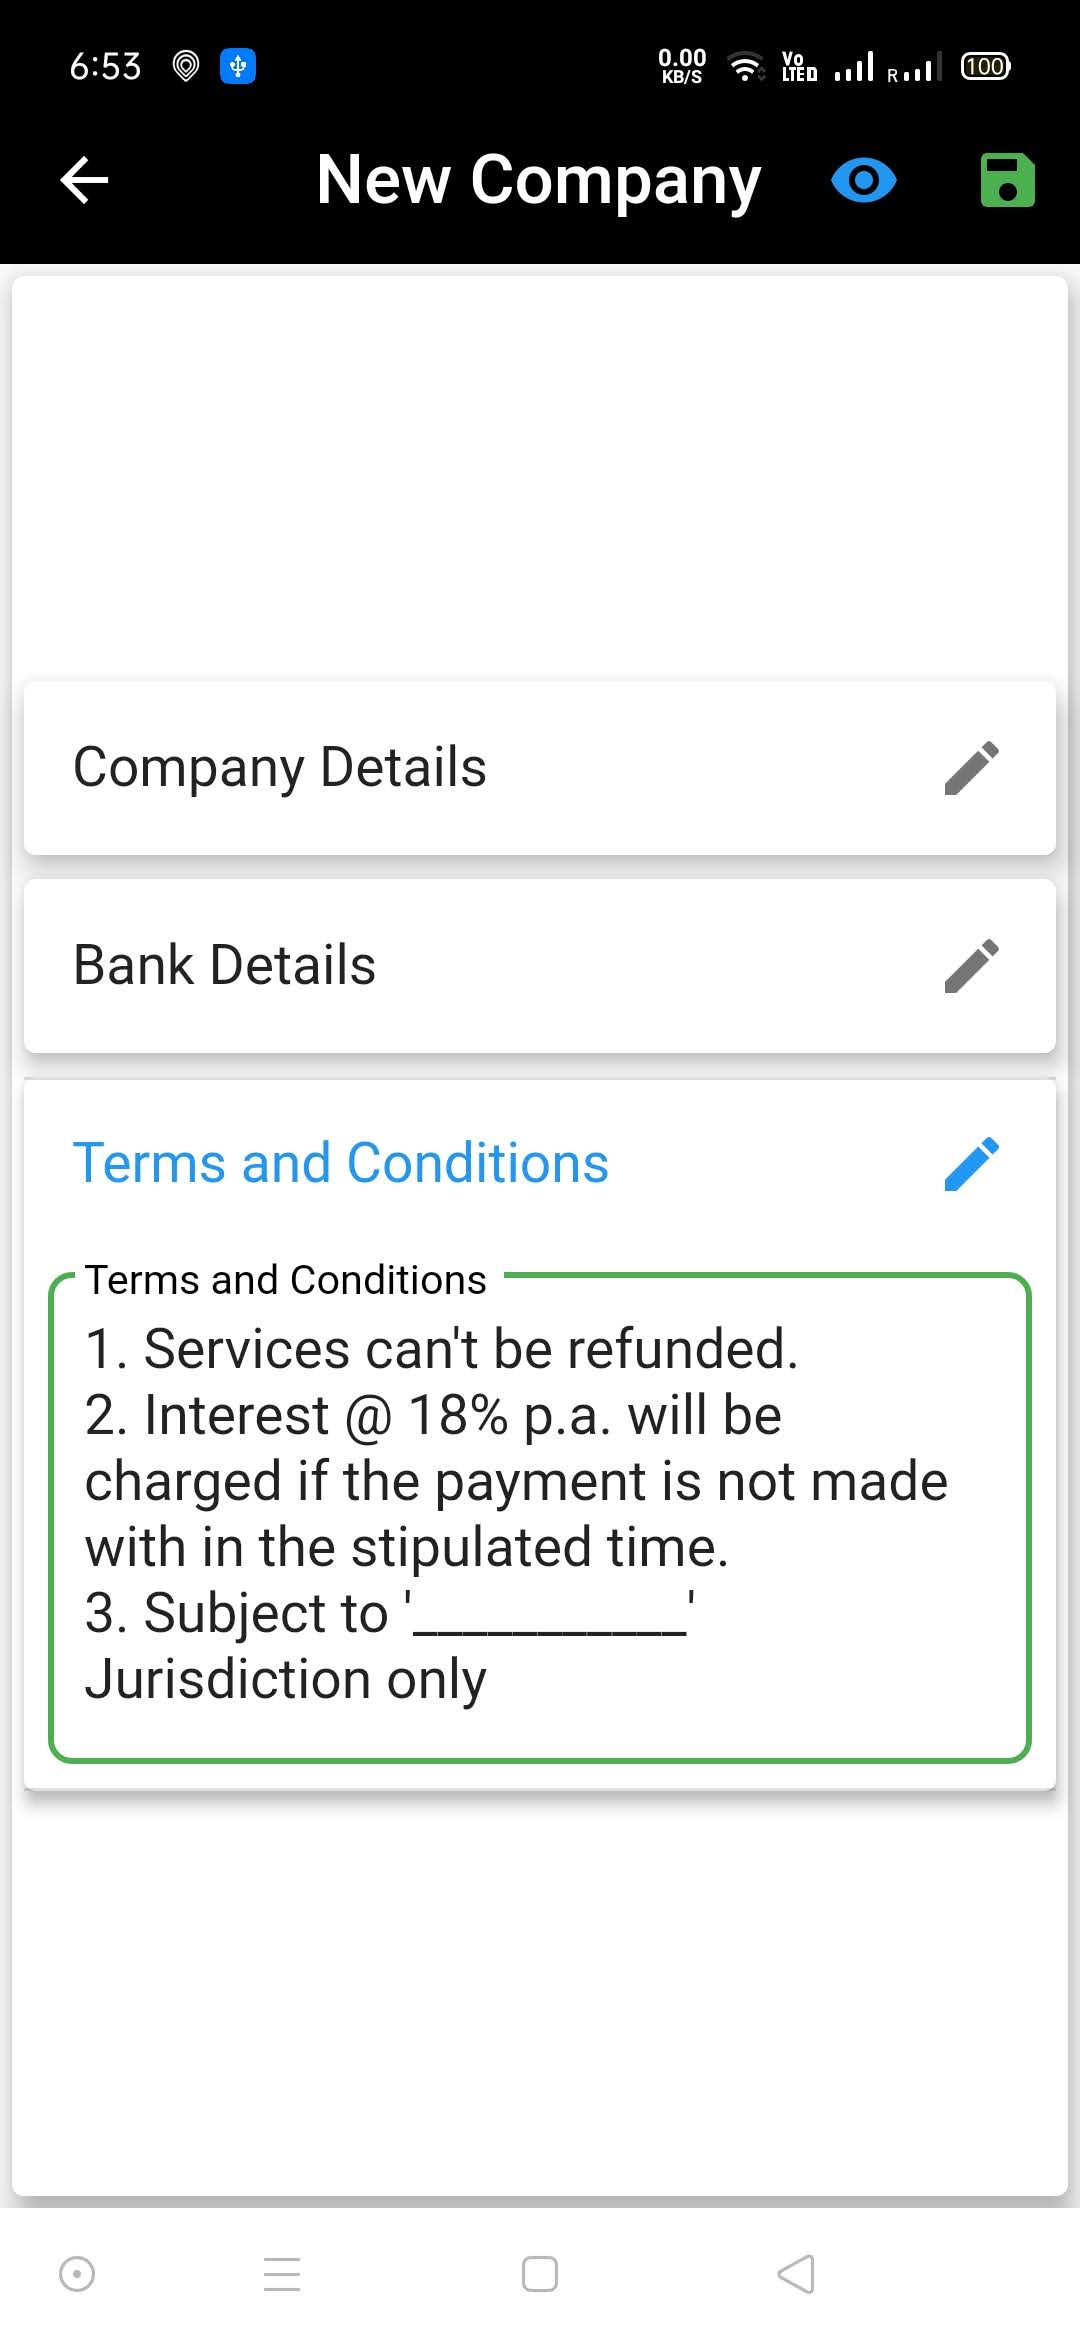 6:53
0.00
KB/S
Vo
LTE D
R
100
New Company
Company Details
Bank Details
Terms and Conditions
Terms and Conditions
1. Services can't be refunded.
2. Interest @ 18% p.a. will be
charged if the payment is not made
with in the stipulated time.
3. Subject to '___________'
Jurisdiction only